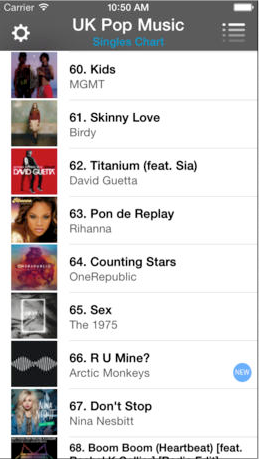 Carrier 10:50 AM
UK Pop Music
Singles Chart
60. Kids
MGMT
61. Skinny Love
Birdy
62. Titanium (feat. Sia)
David Guetta
DAVID GUETTA
63. Pon de Replay
Rihanna
64. Counting Stars
OneRepublic
65. Sex
The 1975
66. R U Mine?
Arctic Monkeys
NEW
67. Don't Stop
Nina Nesbitt
68. Boom Boom (Heartbeat) [feat.